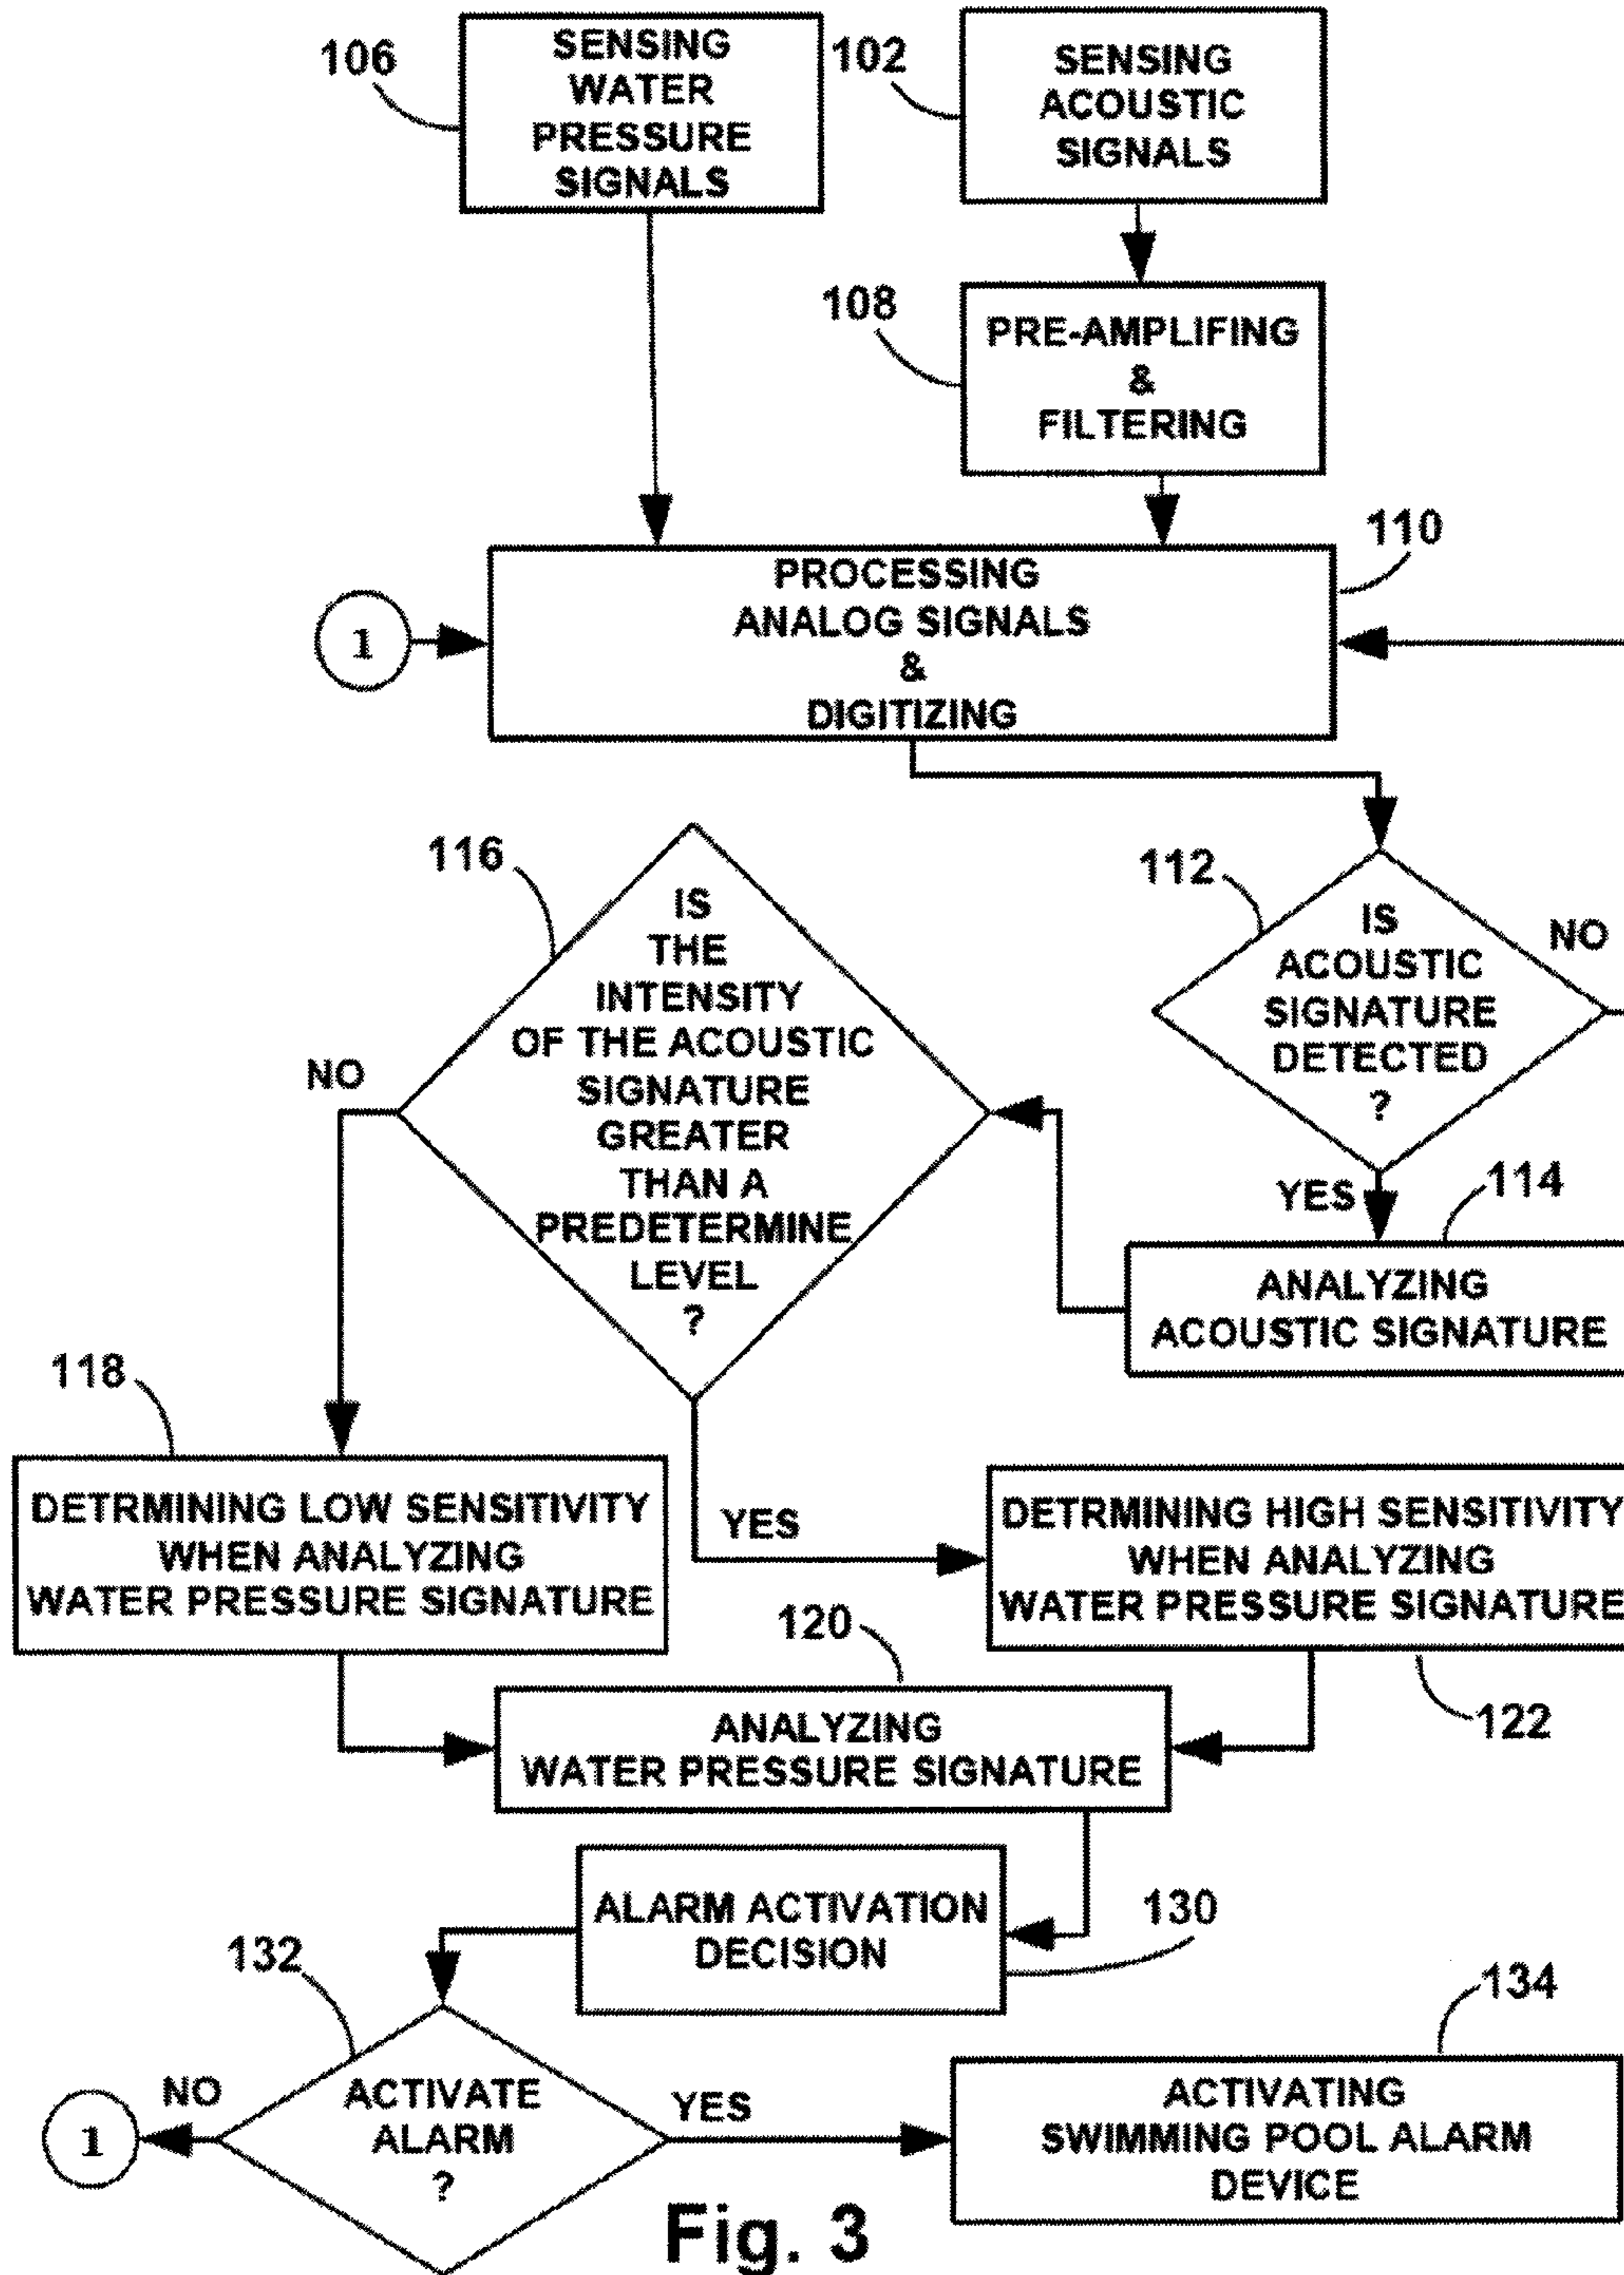 106
SENSING
WATER
PRESSURE
SIGNALS
102
SENSING
ACOUSTIC
SIGNALS
108
PRE-AMPLIFING
&
FILTERING
110
PROCESSING
ANALOG SIGNALS
&
DIGITIZING
1
116
IS
THE
INTENSITY
OF THE ACOUSTIC
SIGNATURE
GREATER
THAN A
PREDETERMINE
LEVEL
?
NO
112
IS
ACOUSTIC
SIGNATURE
DETECTED
?
NO
YES
114
ANALYZING
ACOUSTIC SIGNATURE
118
DETRMINING LOW SENSITIVITY
WHEN ANALYZING
WATER PRESSURE SIGNATURE
YES
DETRMINING HIGH SENSITIVITY
WHEN ANALYZING
WATER PRESSURE SIGNATURE
122
120
ANALYZING
WATER PRESSURE SIGNATURE
ALARM ACTIVATION
DECISION
130
132
ACTIVATE
ALARM
?
NO
1
YES
134
ACTIVATING
SWIMMING POOL ALARM
DEVICE
Fig. 3